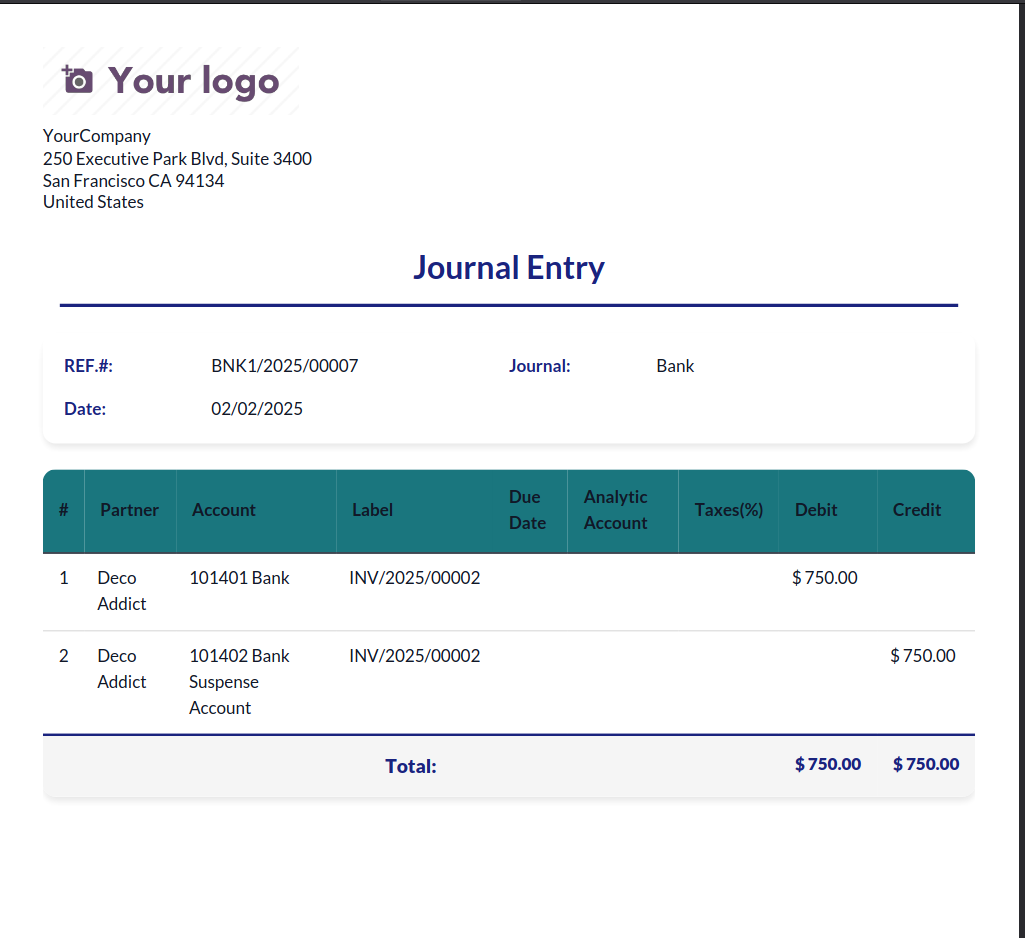 Your logo
YourCompany
250 Executive Park Blvd, Suite 3400
San Francisco CA 94134
United States
Journal Entry
REF.#: BNK1/2025/00007 Journal: Bank
Date: 02/02/2025
# Partner Account Label Due Date Analytic Account Taxes(%) Debit Credit
1 Deco Addict 101401 Bank INV/2025/00002 $ 750.00
2 Deco Addict 101402 Bank Suspense Account INV/2025/00002 $ 750.00
Total: $ 750.00 $ 750.00